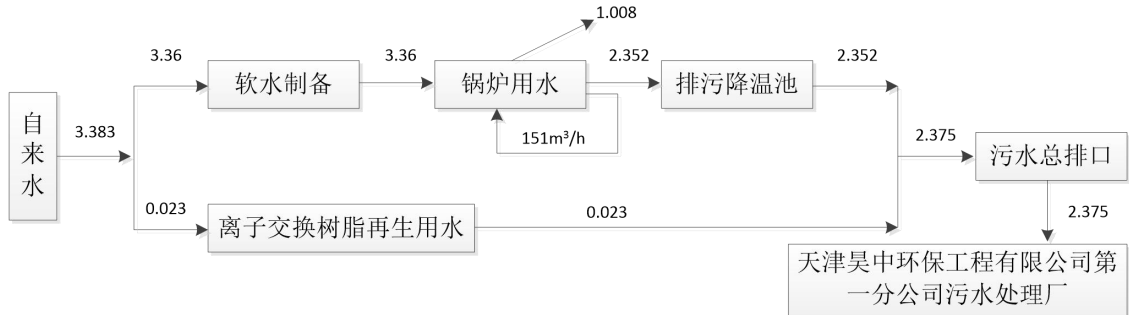 1.008
3.36
软水制备
3.36
锅炉用水
2.352
排污降温池
2.352
151m³/h
自来水
3.383
2.375
污水总排口
0.023
离子交换树脂再生用水
0.023
2.375
天津昊中环保工程有限公司第
一分公司污水处理厂